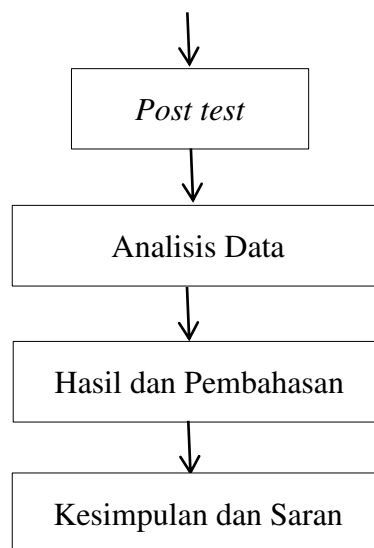 Post test
Analisis Data
Hasil dan Pembahasan
Kesimpulan dan Saran